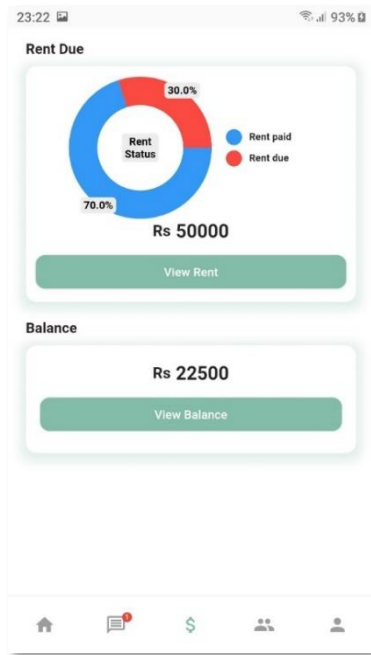 23:22 93%
Rent Due
30.0%
Rent
Status
Rent paid
Rent due
70.0%
Rs 50000
View Rent
Balance
Rs 22500
View Balance
1
$